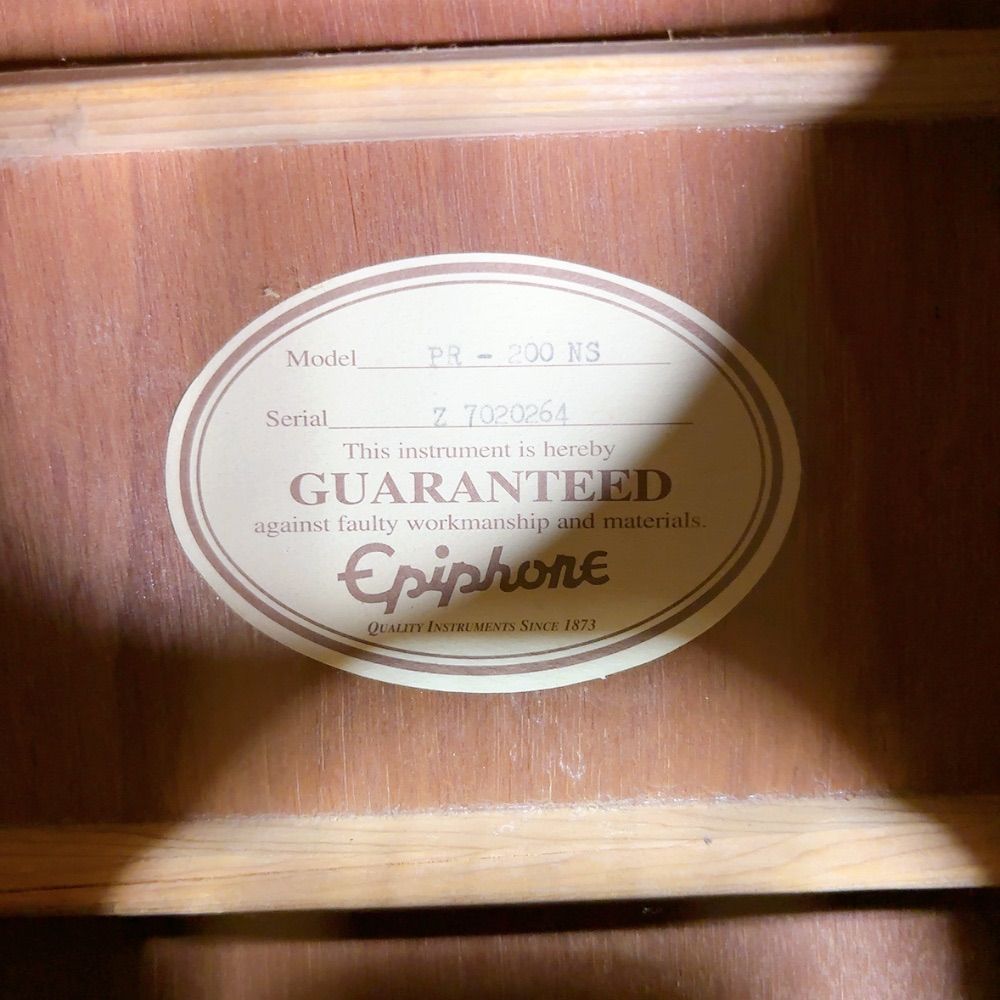 Model PR - 200 NS
Serial Z 7020264
This instrument is hereby
GUARANTEED
against faulty workmanship and materials.
Epiphone
QUALITY INSTRUMENTS SINCE 1873